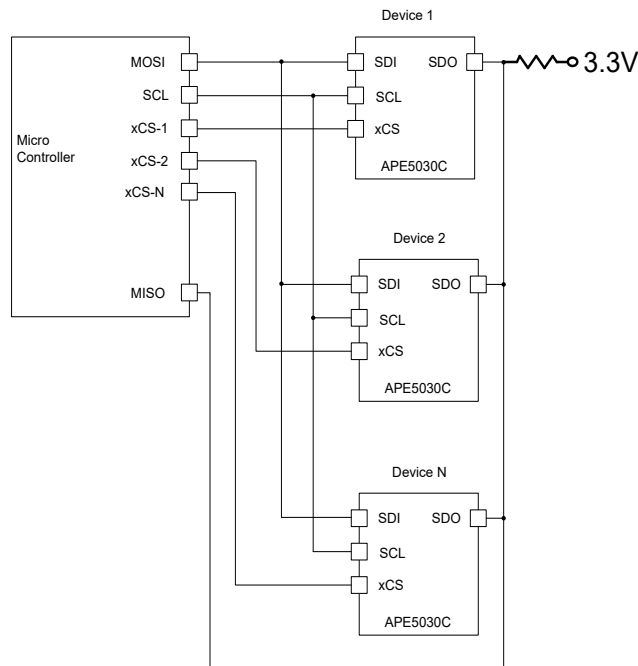 Device 1
Micro
Controller
MOSI
SCL
xCS-1
xCS-2
xCS-N
MISO
SDI
SDO
SCL
xCS
APE5030C
3.3V
Device 2
SDI
SDO
SCL
xCS
APE5030C
Device N
SDI
SDO
SCL
xCS
APE5030C